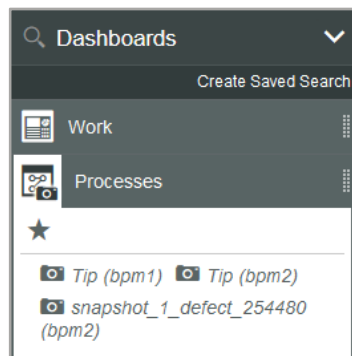 Dashboards
Create Saved Search
Work
Processes
Tip (bpm1) Tip (bpm2)
snapshot_1_defect_254480
(bpm2)